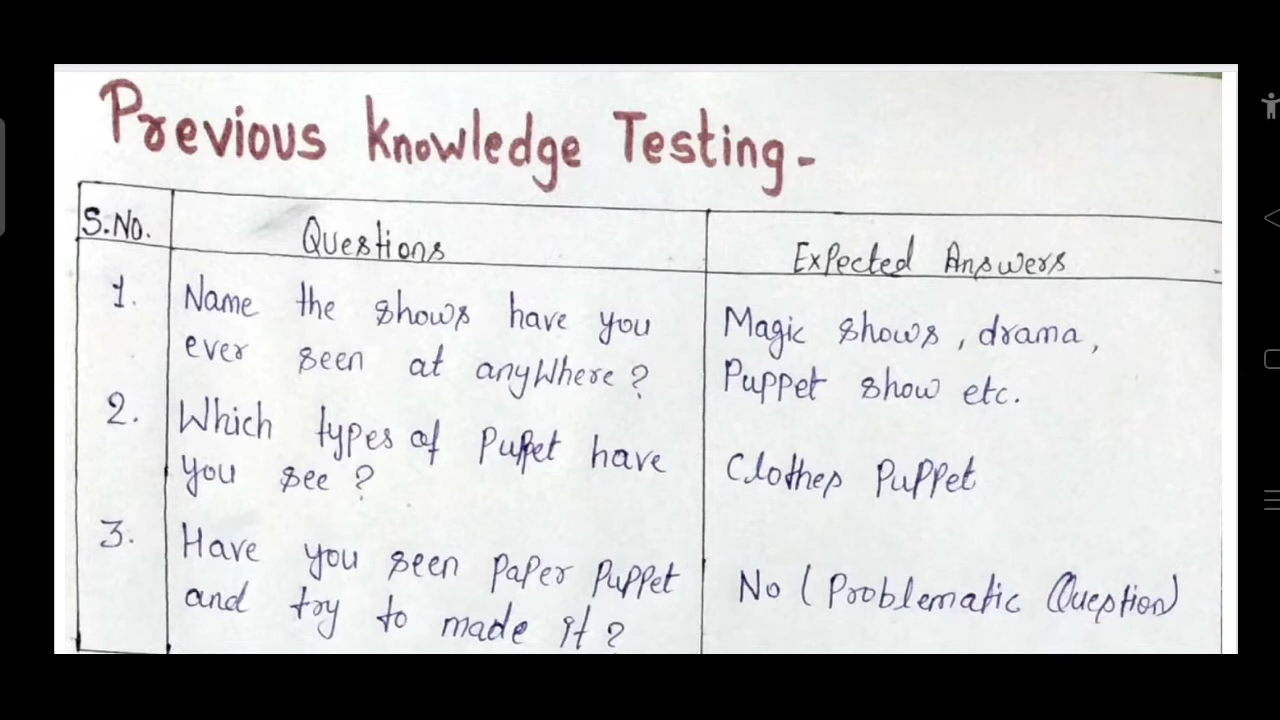 Previous Knowledge Testing-
S.No. Questions Expected Answers
1. Name the shows have you Magic shows, drama,
ever seen at anywhere? Puppet show etc.
2. Which types of Puppet have
you see? Clothes Puppet
3. Have you seen paper puppet
and try to made it? No (Problematic Question)